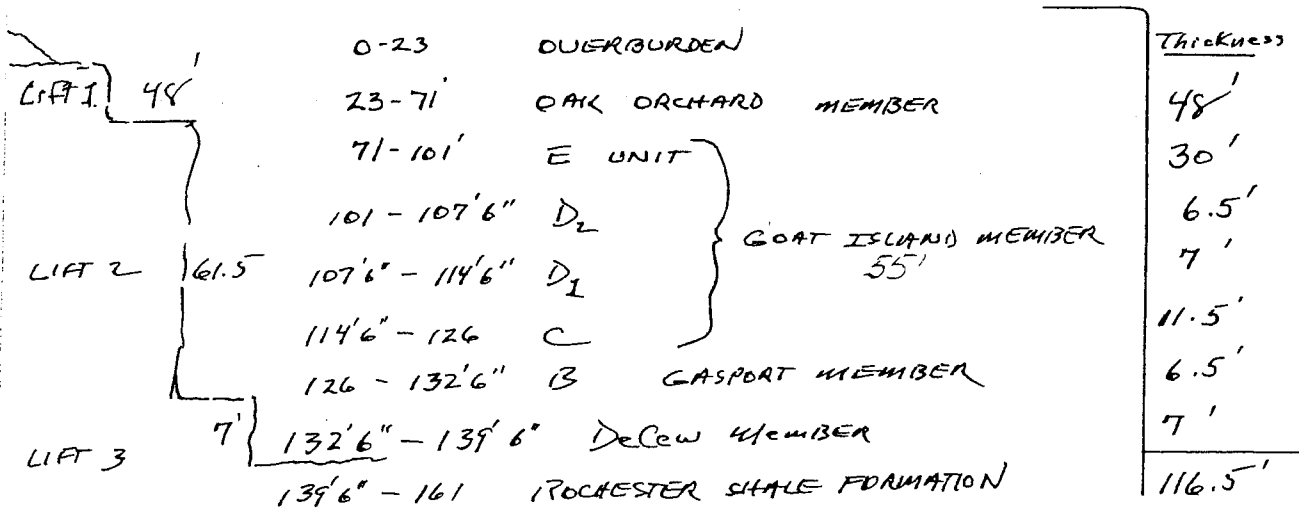 0-23 OVERBURDEN Thickness
LIFT 1 48' 23-71' OAK ORCHARD MEMBER 48'
71-101' E UNIT 30'
101 - 107'6" D2 6.5'
GOAT ISLAND MEMBER
LIFT 2 61.5 107'6" - 114'6" D1 55' 7'
114'6" - 126 C 11.5'
126 - 132'6" B GASPORT MEMBER 6.5'
7' 132'6" - 139'6" DeCew MEMBER 7'
LIFT 3
139'6" - 161 ROCHESTER SHALE FORMATION 116.5'